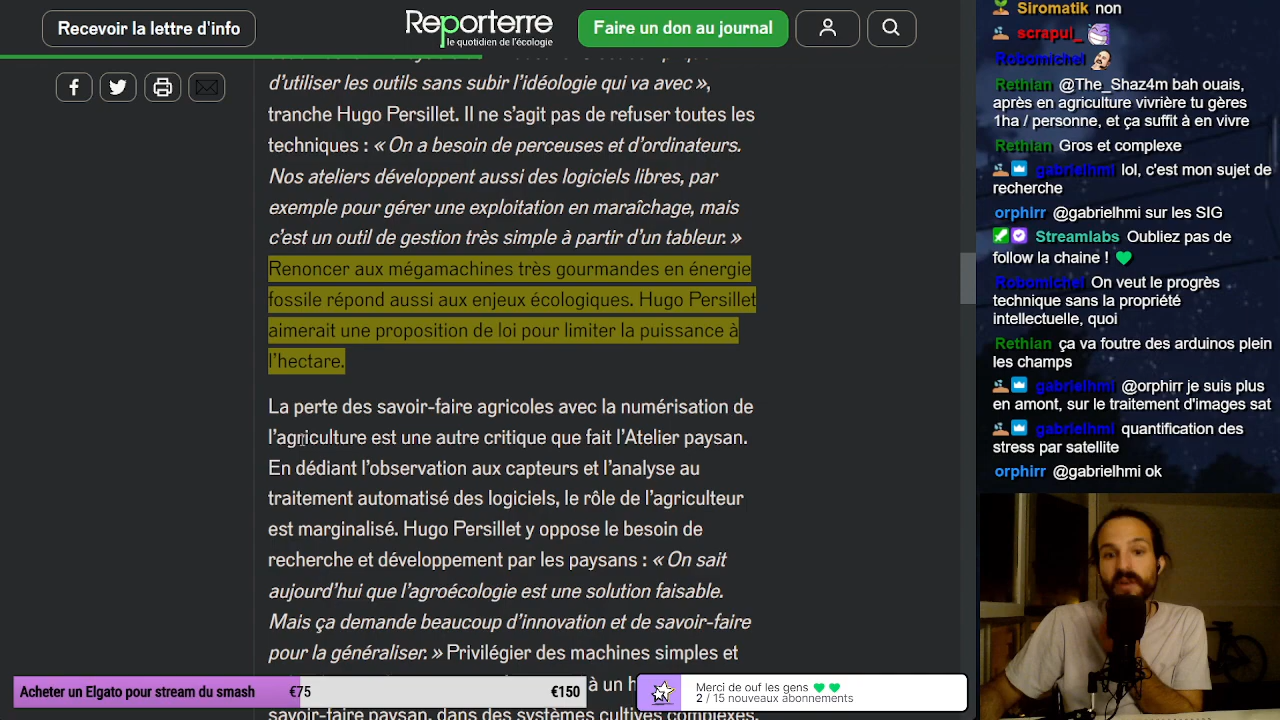 Recevoir la lettre d'info
Reporterre
le quotidien de l'écologie
Faire un don au journal
d'utiliser les outils sans subir l'idéologie qui va avec »,
tranche Hugo Persillet. Il ne s'agit pas de refuser toutes les
techniques : « On a besoin de perceuses et d'ordinateurs.
Nos ateliers développent aussi des logiciels libres, par
exemple pour gérer une exploitation en maraîchage, mais
c'est un outil de gestion très simple à partir d'un tableur. »
Renoncer aux mégamachines très gourmandes en énergie
fossile répond aussi aux enjeux écologiques. Hugo Persillet
aimerait une proposition de loi pour limiter la puissance à
l'hectare.
La perte des savoir-faire agricoles avec la numérisation de
l'agriculture est une autre critique que fait l'Atelier paysan.
En dédiant l'observation aux capteurs et l'analyse au
traitement automatisé des logiciels, le rôle de l'agriculteur
est marginalisé. Hugo Persillet y oppose le besoin de
recherche et développement par les paysans : « On sait
aujourd'hui que l'agroécologie est une solution faisable.
Mais ça demande beaucoup d'innovation et de savoir-faire
pour la généraliser. » Privilégier des machines simples et
à un
savoir-faire paysan, dans des systèmes cultivés complexes.
Acheter un Elgato pour stream du smash €75 €150
Merci de ouf les gens
2 / 15 nouveaux abonnements
Siromatik non
scrapui_
Robomichel
Rethian @The_Shaz4m bah ouais,
après en agriculture vivrière tu gères
1ha / personne, et ça suffit à en vivre
Rethian Gros et complexe
gabrielhmi lol, c'est mon sujet de
recherche
orphirr @gabrielhmi sur les SIG
Streamlabs Oubliez pas de
follow la chaine !
Robomichel On veut le progrès
technique sans la propriété
intellectuelle, quoi
Rethian ça va foutre des arduinos plein
les champs
gabrielhmi @orphirr je suis plus
en amont, sur le traitement d'images sat
gabrielhmi quantification des
stress par satellite
orphirr @gabrielhmi ok